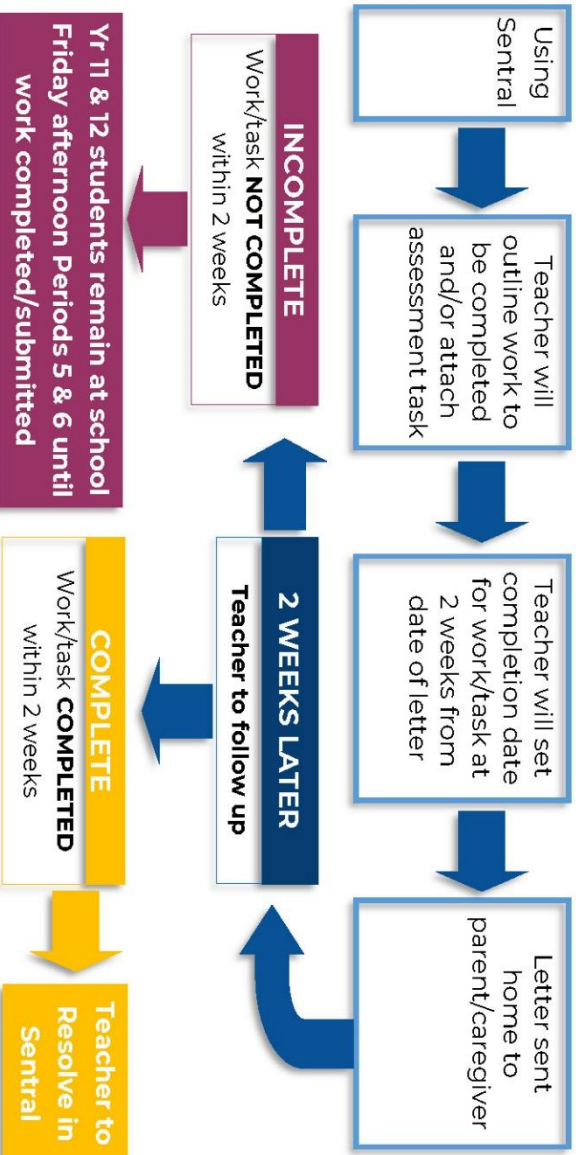 Using
Sentral
Teacher will
outline work to
be completed
and/or attach
assessment task
Teacher will set
completion date
for work/task at
2 weeks from
date of letter
Letter sent
home to
parent/caregiver
2 WEEKS LATER
Teacher to follow up
INCOMPLETE
Work/task NOT COMPLETED
within 2 weeks
Yr 11 & 12 students remain at school
Friday afternoon Periods 5 & 6 until
work completed/submitted
COMPLETE
Work/task COMPLETED
within 2 weeks
Teacher to
Resolve in
Sentral